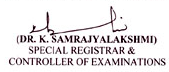 (DR. K. SAMRAJYALAKSHMI)
SPECIAL REGISTRAR &
CONTROLLER OF EXAMINATIONS